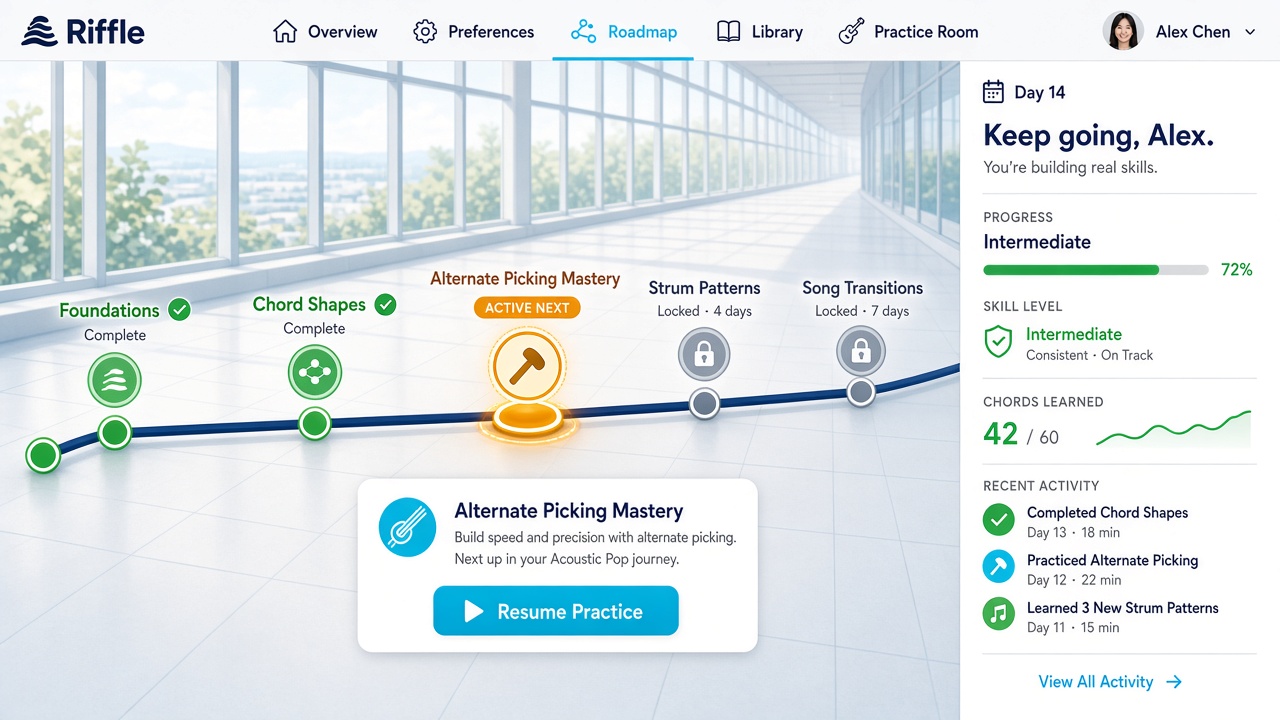 Riffle
Overview
Preferences
Roadmap
Library
Practice Room
Alex Chen
Foundations
Complete
Chord Shapes
Complete
Alternate Picking Mastery
ACTIVE NEXT
Strum Patterns
Locked · 4 days
Song Transitions
Locked · 7 days
Alternate Picking Mastery
Build speed and precision with alternate picking.
Next up in your Acoustic Pop journey.
Resume Practice
Day 14
Keep going, Alex.
You're building real skills.
PROGRESS
Intermediate
72%
SKILL LEVEL
Intermediate
Consistent · On Track
CHORDS LEARNED
42 / 60
RECENT ACTIVITY
Completed Chord Shapes
Day 13 · 18 min
Practiced Alternate Picking
Day 12 · 22 min
Learned 3 New Strum Patterns
Day 11 · 15 min
View All Activity